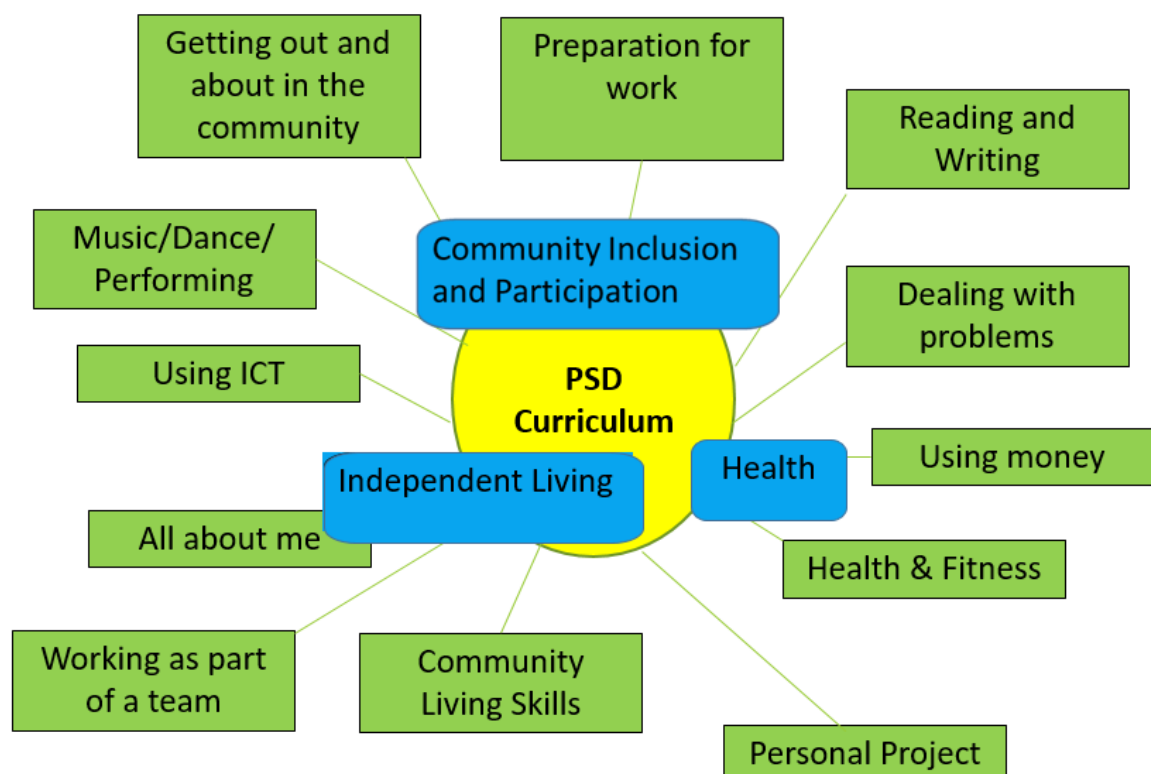 Getting out and
about in the
community
Preparation for
work
Reading and
Writing
Music/Dance/
Performing
Community Inclusion
and Participation
Dealing with
problems
Using ICT
PSD
Curriculum
Independent Living
Health
Using money
All about me
Health & Fitness
Working as part
of a team
Community
Living Skills
Personal Project